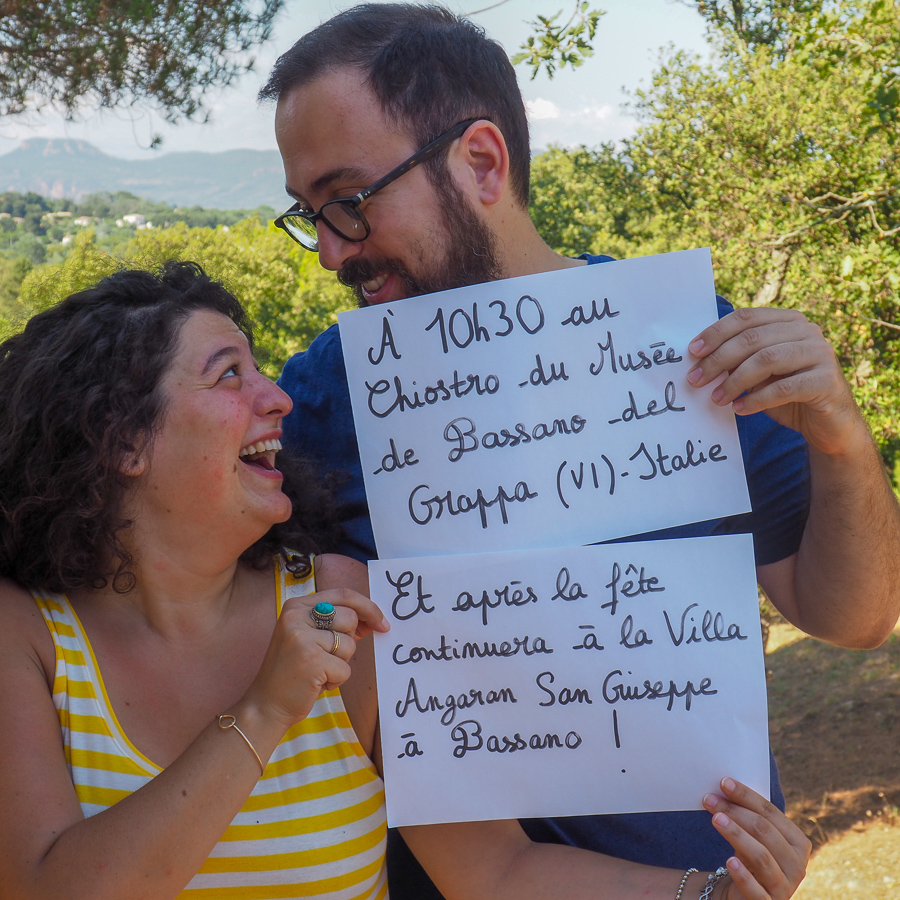 À 10h30 au
Chiostro du Musée
de Bassano del
Grappa (VI)-Italie
Et après la fête
continuera à la Villa
Angaran San Giuseppe
à Bassano !